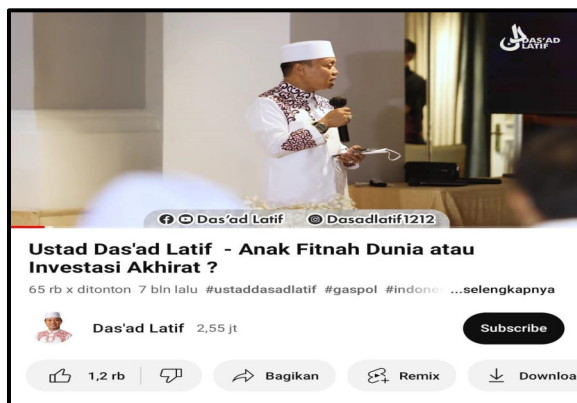 DAS'AD
LATIF
Das'ad Latif Dasadlatif1212
Ustad Das'ad Latif - Anak Fitnah Dunia atau
Investasi Akhirat ?
65 rb x ditonton 7 bln lalu #ustaddasadlatif #gaspol #indone ...selengkapnya
Das'ad Latif 2,55 jt Subscribe
1,2 rb Bagikan Remix Downloa